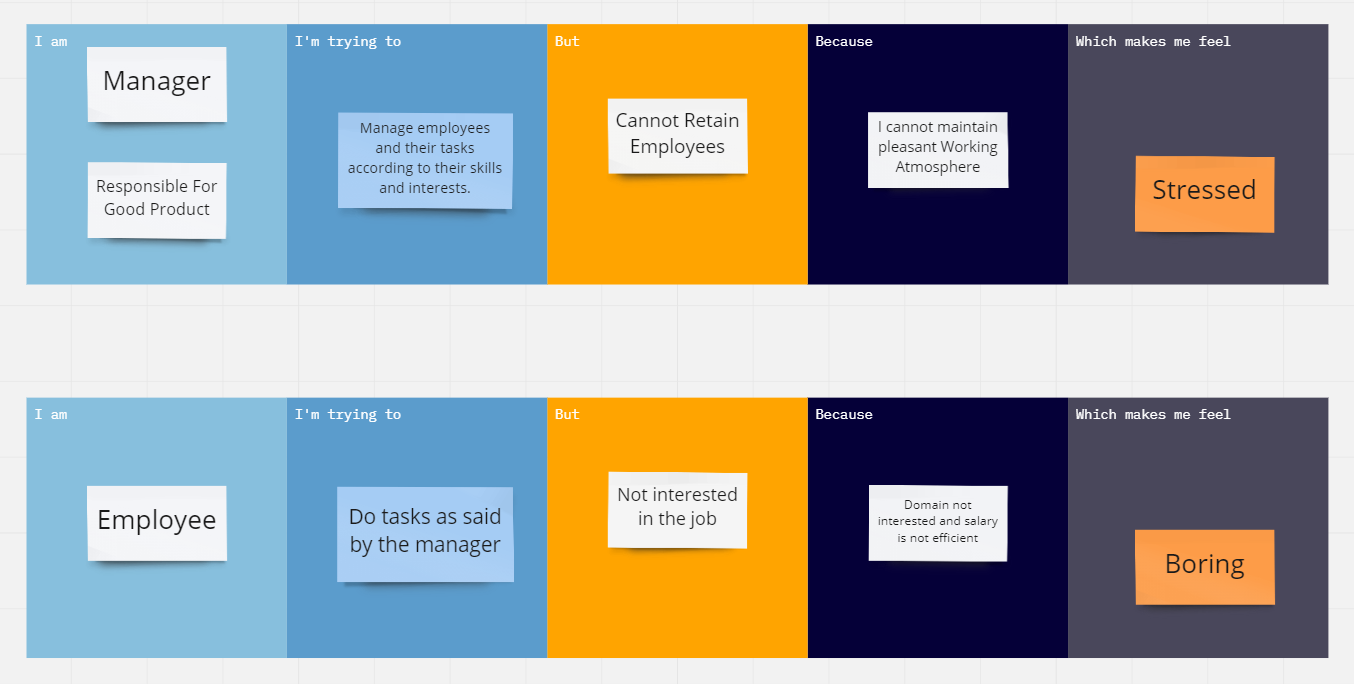 I am
Manager
Responsible For
Good Product
I'm trying to
Manage employees
and their tasks
according to their skills
and interests.
But
Cannot Retain
Employees
Because
I cannot maintain
pleasant Working
Atmosphere
Which makes me feel
Stressed
I am
Employee
I'm trying to
Do tasks as said
by the manager
But
Not interested
in the job
Because
Domain not
interested and salary
is not efficient
Which makes me feel
Boring